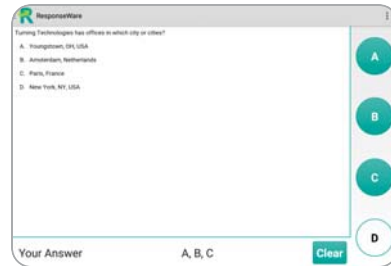 ResponseWare
Turning Technologies has offices in which city or cities?
A. Youngstown, OH, USA
B. Amsterdam, Netherlands
C. Paris, France
D. New York, NY, USA
A
B
C
D
Your Answer
A, B, C
Clear